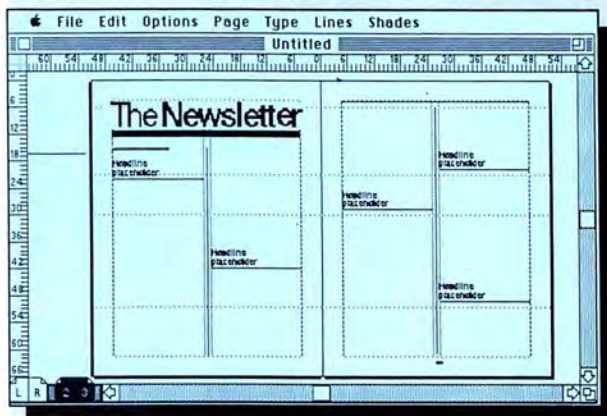 File Edit Options Page Type Lines Shades
Untitled
60 54 48 42 36 30 24 18 12 6 0 6 12 18 24 30 36 42 48 54
0
6
12
18
24
30
36
42
48
54
60
66
The Newsletter
Headline
placeholder
Headline
placeholder
Headline
placeholder
Headline
placeholder
Headline
placeholder
L R